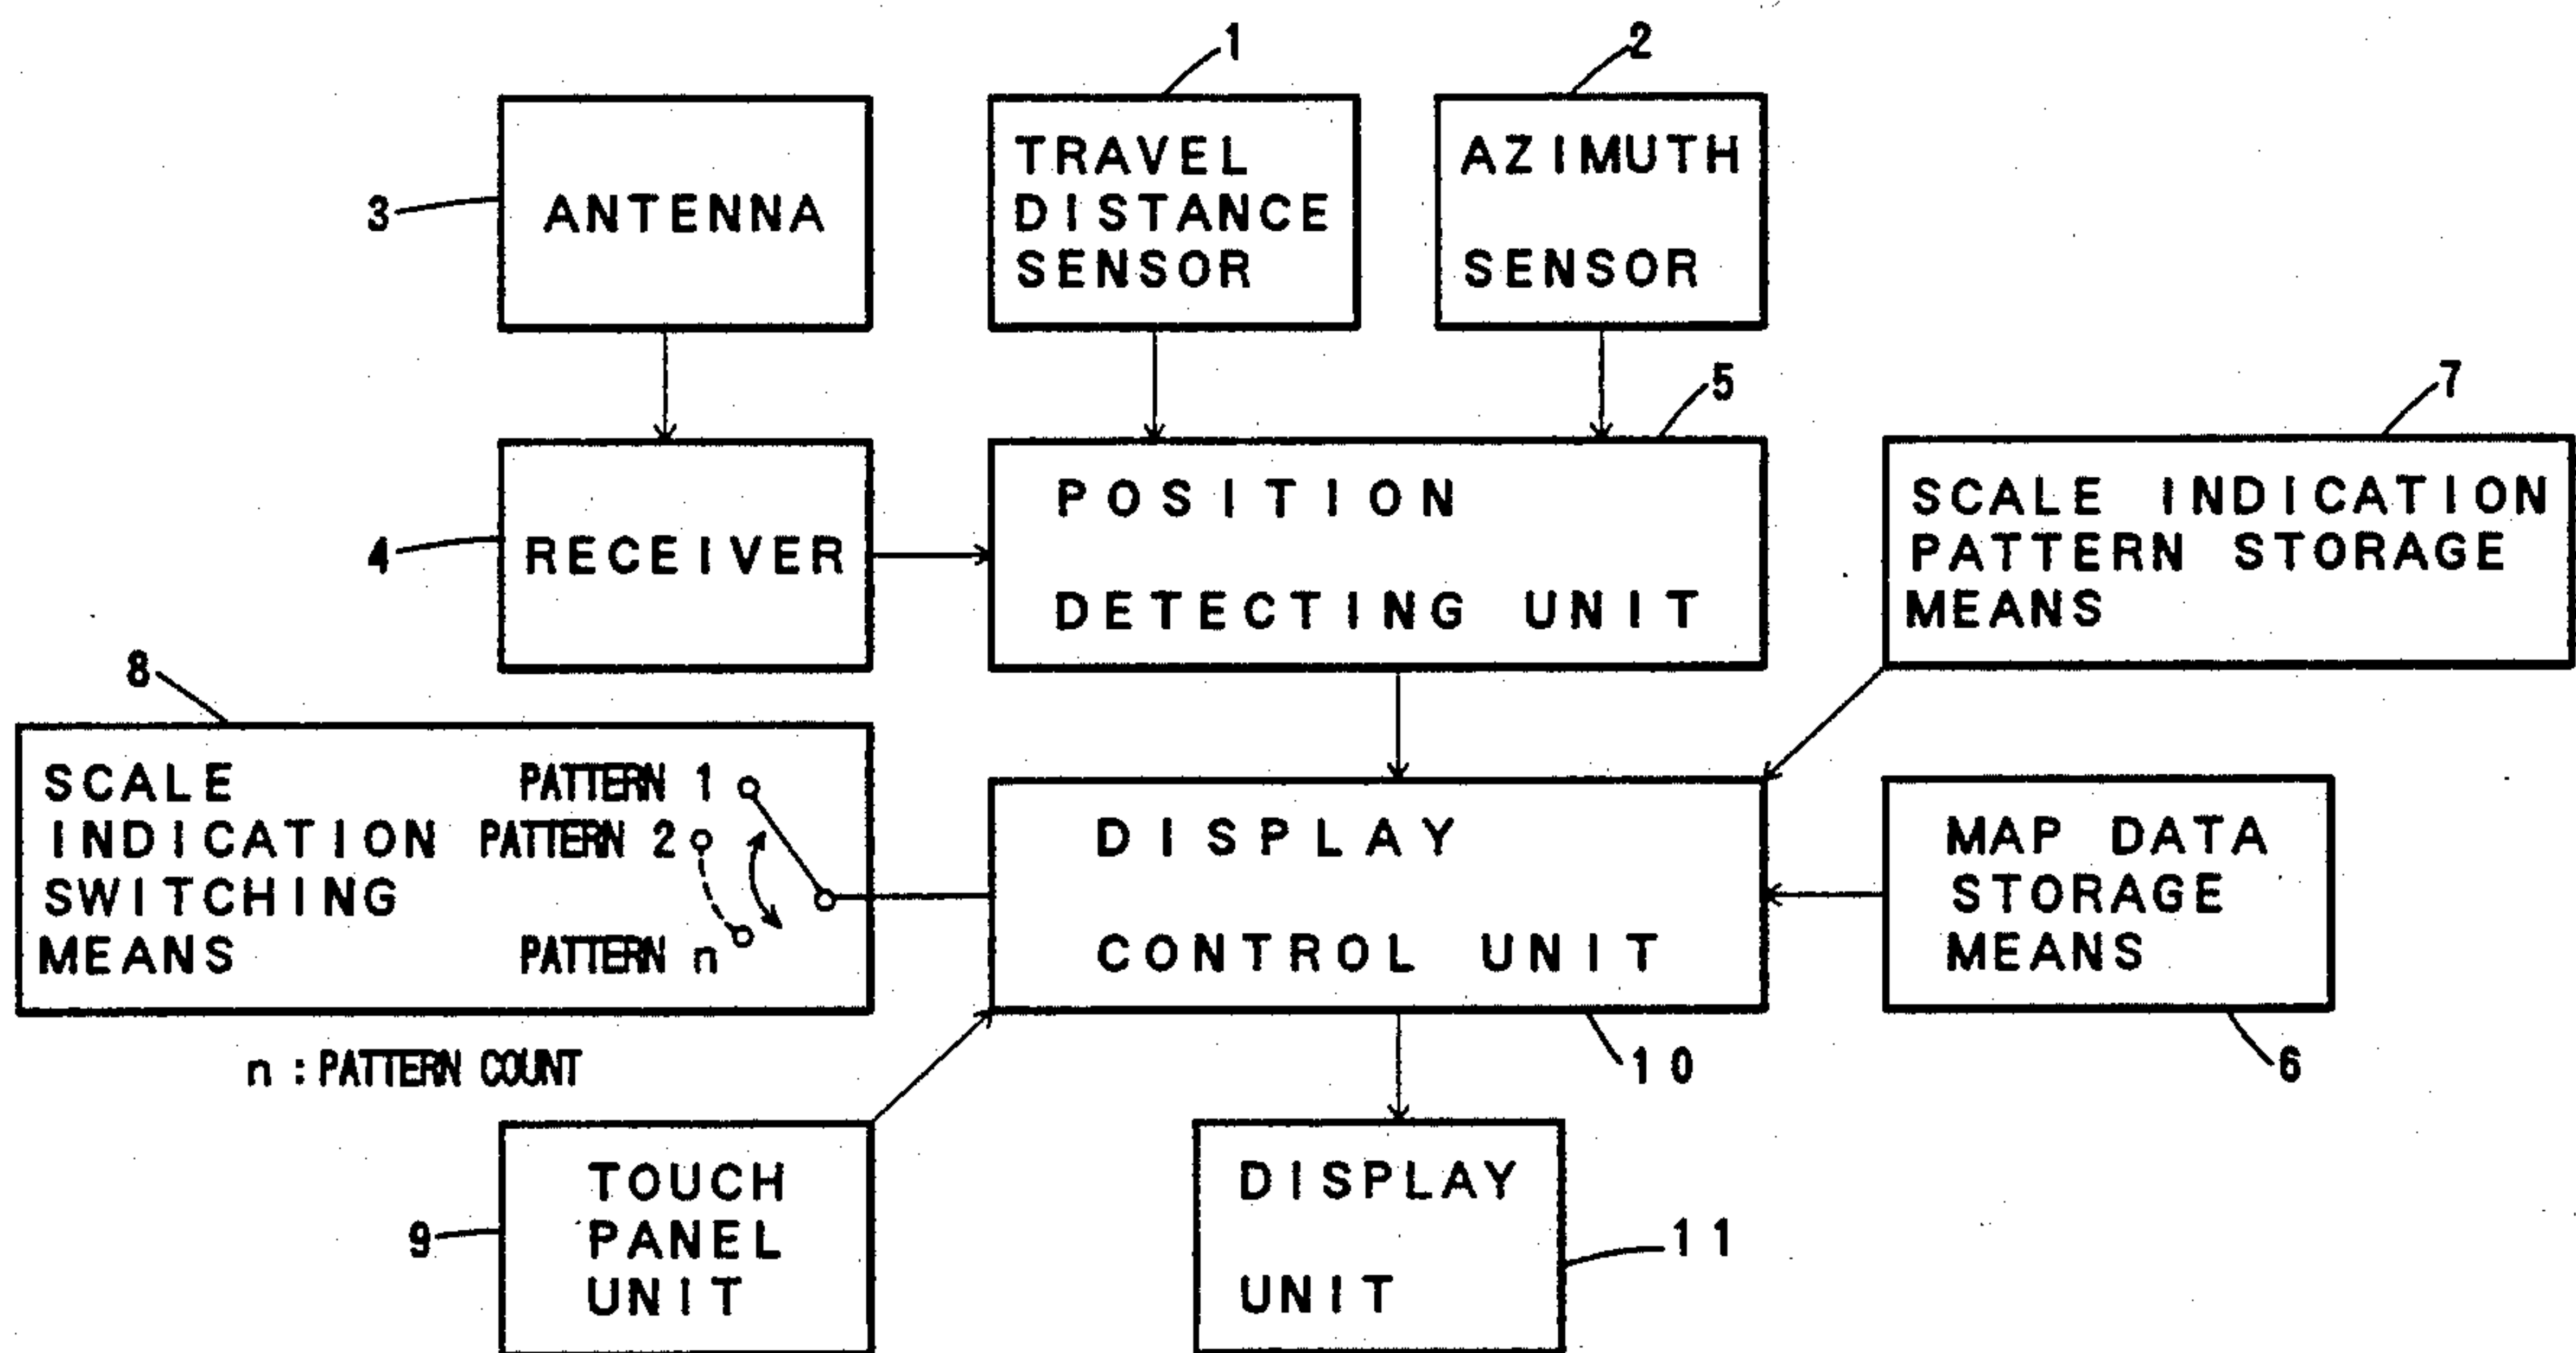 1
2
3
ANTENNA
TRAVEL
DISTANCE
SENSOR
AZIMUTH
SENSOR
4
RECEIVER
5
POSITION
DETECTING UNIT
7
SCALE INDICATION
PATTERN STORAGE
MEANS
8
SCALE
INDICATION
SWITCHING
MEANS
PATTERN 1
PATTERN 2
PATTERN n
n : PATTERN COUNT
DISPLAY
CONTROL UNIT
10
MAP DATA
STORAGE
MEANS
6
9
TOUCH
PANEL
UNIT
DISPLAY
UNIT
11